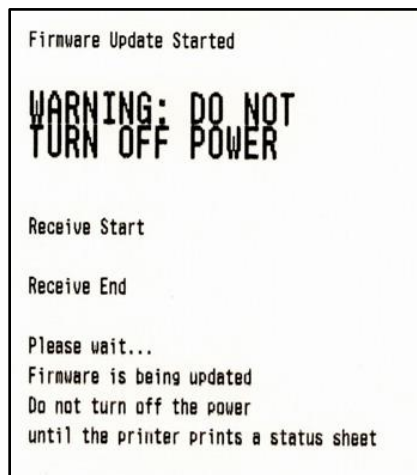 Firmware Update Started
WARNING: DO NOT
TURN OFF POWER
Receive Start
Receive End
Please wait...
Firmware is being updated
Do not turn off the power
until the printer prints a status sheet